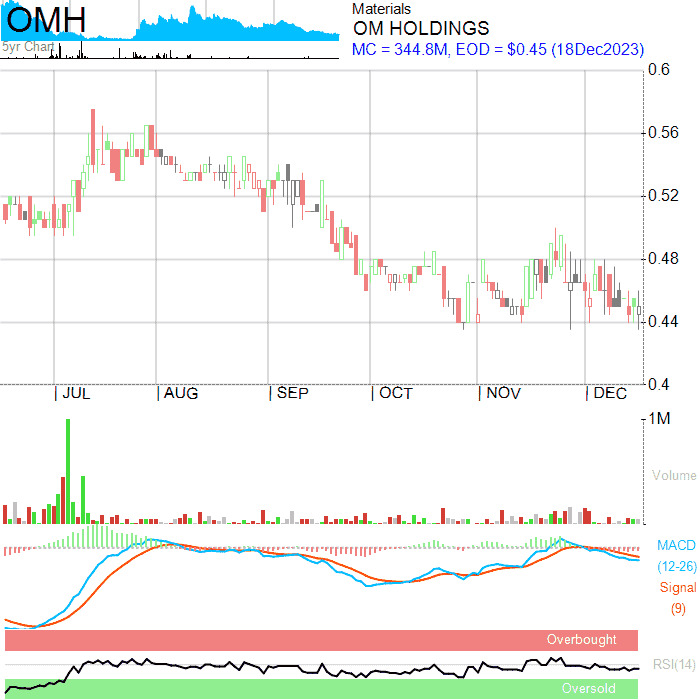 OMH
5yr Chart
Materials
OM HOLDINGS
MC = 344.8M, EOD = $0.45 (18Dec2023)
0.6
0.56
0.52
0.48
0.44
0.4
JUL AUG SEP OCT NOV DEC
1M
Volume
MACD
(12-26)
Signal
(9)
Overbought
RSI(14)
Oversold